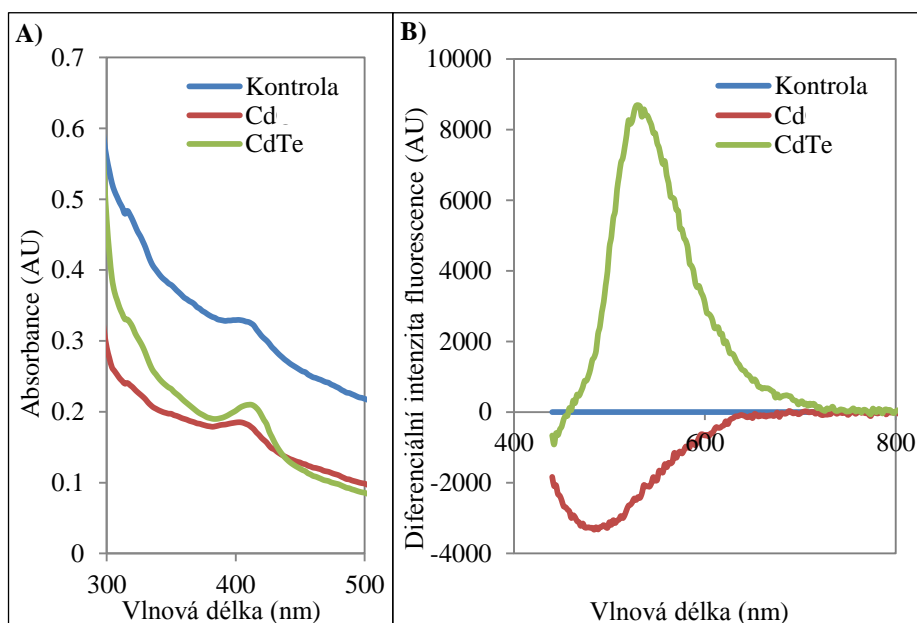 A)
Absorbance (AU)
0.7
0.6
0.5
0.4
0.3
0.2
0.1
0
300
400
500
Vlnová délka (nm)
Kontrola
Cd
CdTe
B)
Diferenciální intenzita fluorescence (AU)
10000
8000
6000
4000
2000
0
-2000
-4000
400
600
800
Vlnová délka (nm)
Kontrola
Cd
CdTe